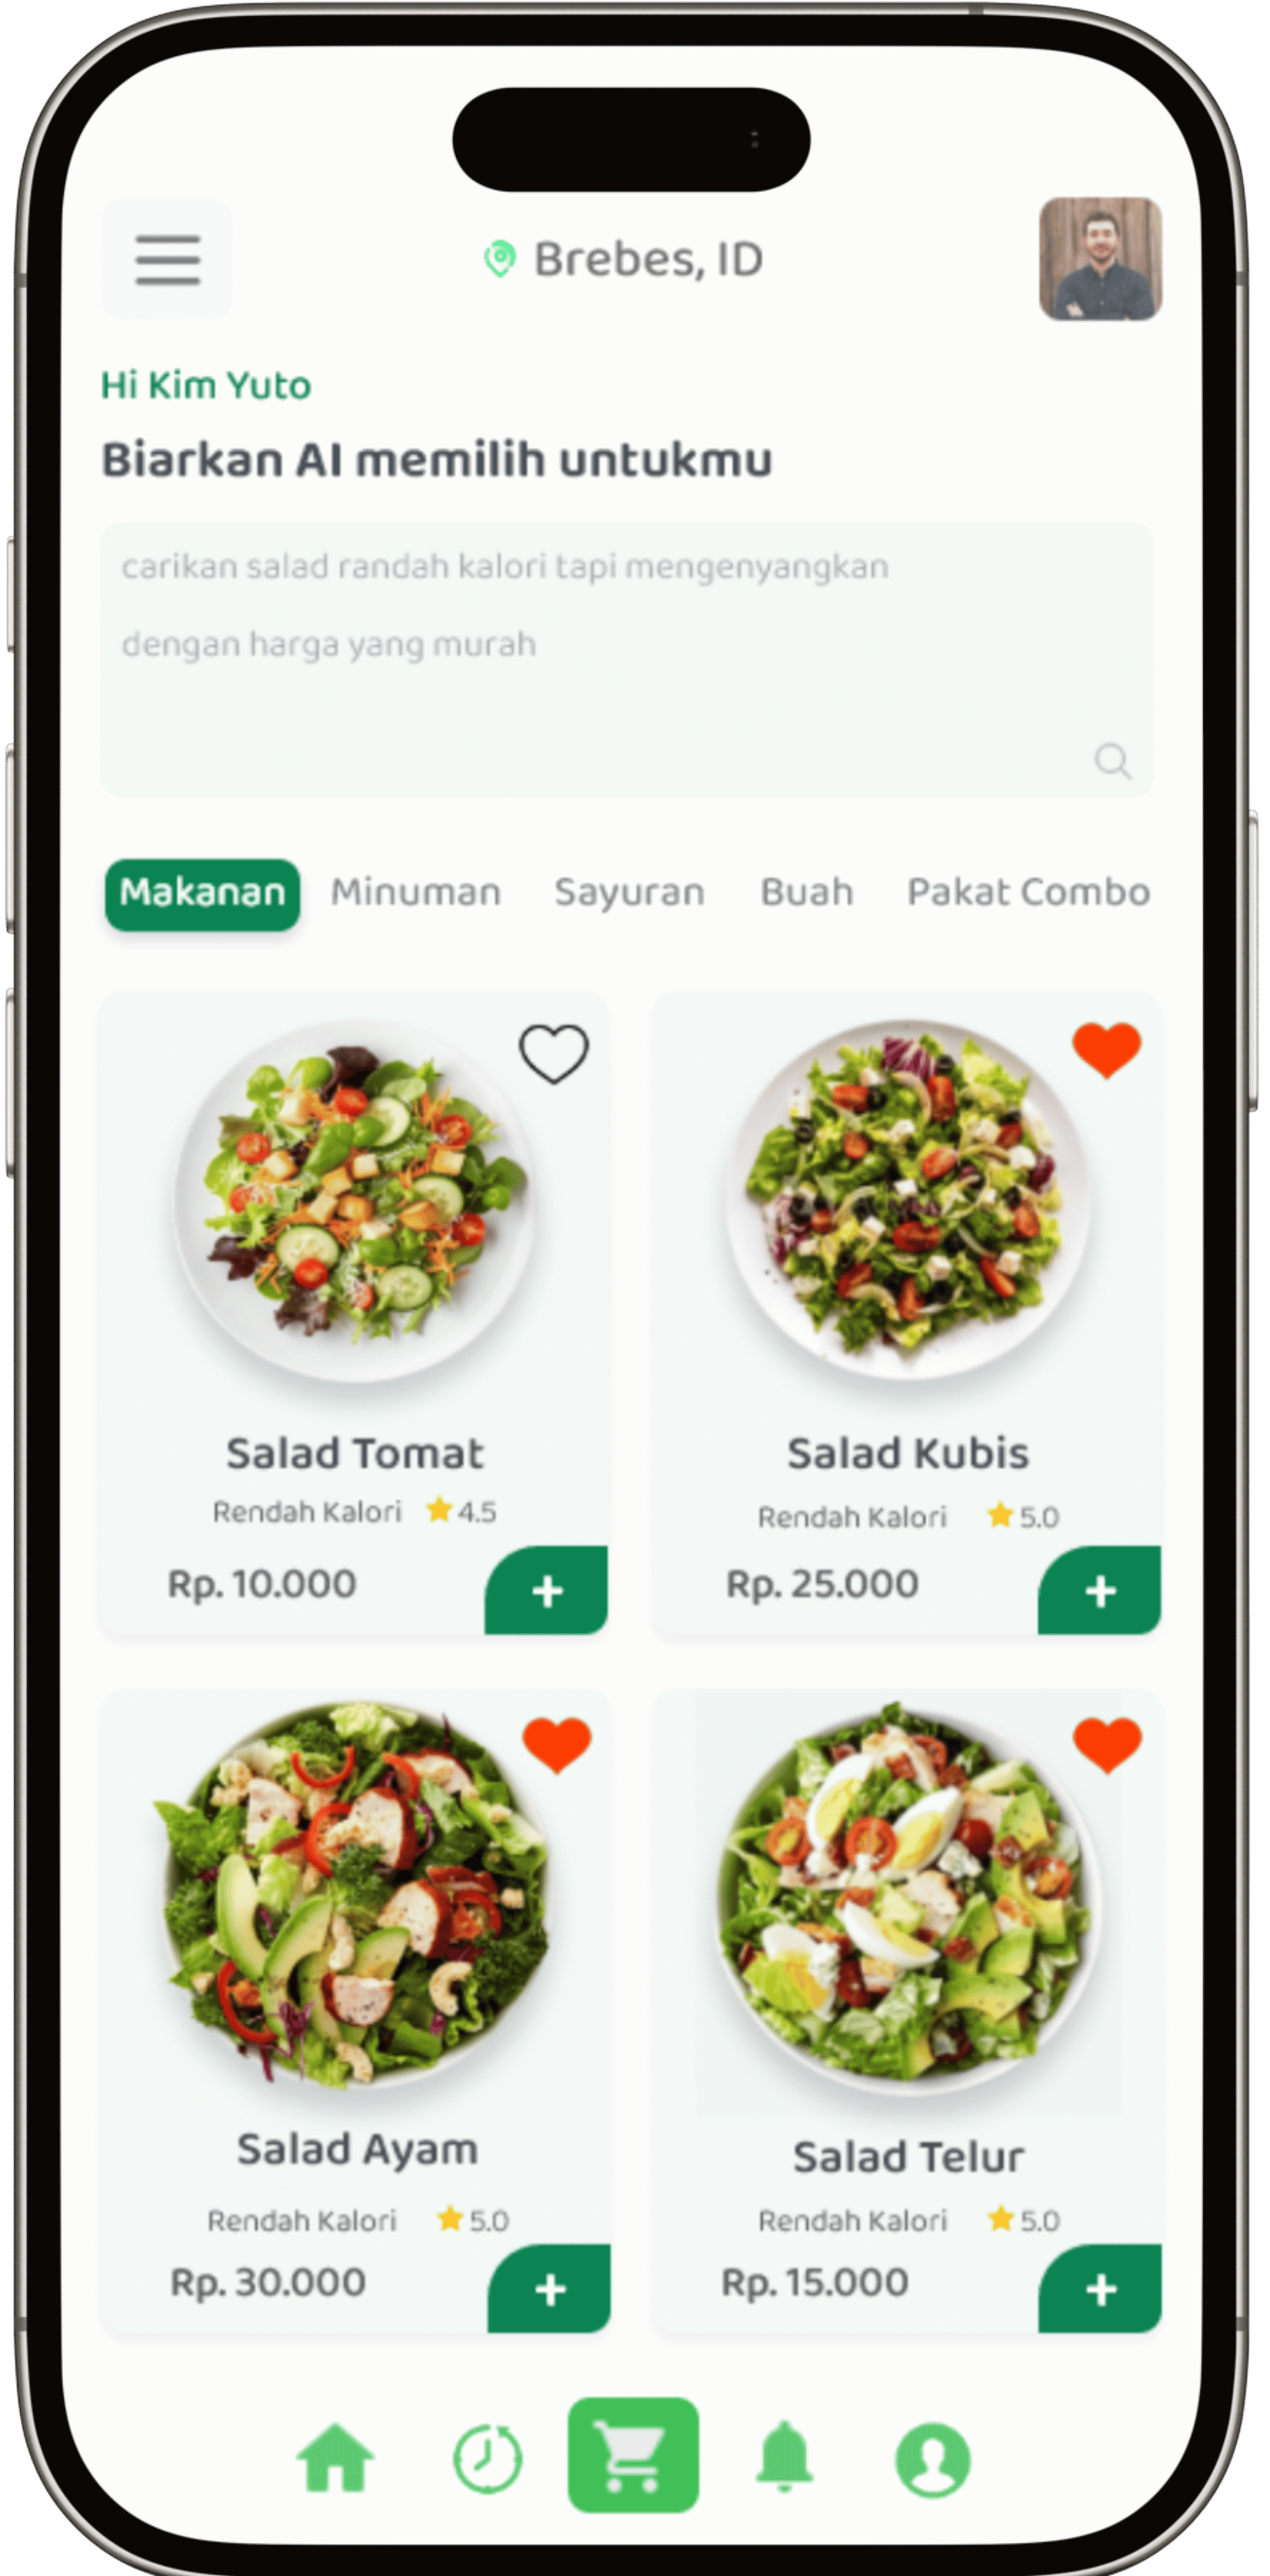 Brebes, ID
Hi Kim Yuto
Biarkan AI memilih untukmu
carikan salad randah kalori tapi mengenyangkan
dengan harga yang murah
Makanan Minuman Sayuran Buah Pakat Combo
Salad Tomat
Rendah Kalori 4.5
Rp. 10.000 +
Salad Kubis
Rendah Kalori 5.0
Rp. 25.000 +
Salad Ayam
Rendah Kalori 5.0
Rp. 30.000 +
Salad Telur
Rendah Kalori 5.0
Rp. 15.000 +